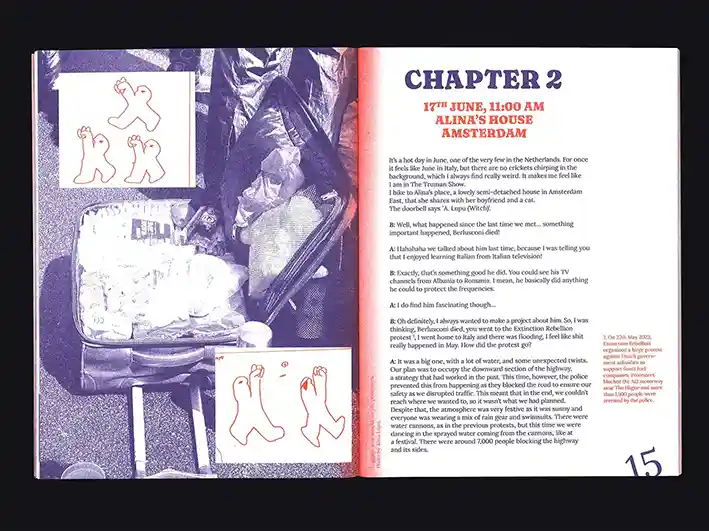 CHAPTER 2
17TH JUNE, 11:00 AM
ALINA'S HOUSE
AMSTERDAM
It's a hot day in June, one of the very few in the Netherlands. For once
it feels like June in Italy, but there are no crickets chirping in the
background, which I always find really weird. It makes me feel like
I am in The Truman Show.
I bike to Alina's place, a lovely semi-detached house in Amsterdam
East, that she shares with her boyfriend and a cat.
The doorbell says 'A. Lupu (Witch)'.
B: Well, what happened since the last time we met... something
important happened, Berlusconi died!
A: Hahahaha we talked about him last time, because I was telling you
that I enjoyed learning Italian from Italian television!
B: Exactly, that's something good he did. You could see his TV
channels from Albania to Romania. I mean, he basically did anything
he could to protect the frequencies.
A: I do find him fascinating though...
B: Oh definitely, I always wanted to make a project about him. So, I was
thinking, Berlusconi died, you went to the Extinction Rebellion
protest 2, I went home to Italy and there was flooding, I feel like shit
really happened in May. How did the protest go?
A: It was a big one, with a lot of water, and some unexpected twists.
Our plan was to occupy the downward section of the highway,
a strategy that had worked in the past. This time, however, the police
prevented this from happening as they blocked the road to ensure our
safety as we disrupted traffic. This meant that in the end, we couldn't
reach where we wanted to, so it wasn't what we had planned.
Despite that, the atmosphere was very festive as it was sunny and
everyone was wearing a mix of rain gear and swimsuits. There were
water cannons, as in the previous protests, but this time we were
dancing in the sprayed water coming from the cannons, like at
a festival. There were around 7,000 people blocking the highway
and its sides.
2. On 27th May 2023,
Extinction Rebellion
organised a large protest
against Dutch govern-
ment subsidies to
support fossil fuel
companies. Protesters
blocked the A12 motorway
near The Hague and more
than 1,500 people were
arrested by the police.
15